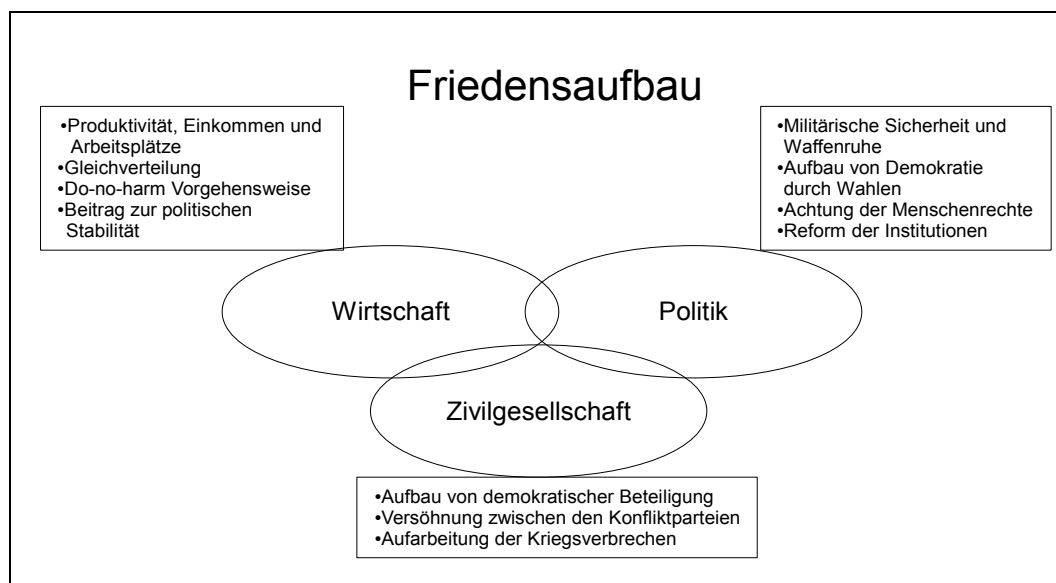 Friedensaufbau
•Produktivität, Einkommen und
Arbeitsplätze
•Gleichverteilung
•Do-no-harm Vorgehensweise
•Beitrag zur politischen
Stabilität
•Militärische Sicherheit und
Waffenruhe
•Aufbau von Demokratie
durch Wahlen
•Achtung der Menschenrechte
•Reform der Institutionen
Wirtschaft
Politik
Zivilgesellschaft
•Aufbau von demokratischer Beteiligung
•Versöhnung zwischen den Konfliktparteien
•Aufarbeitung der Kriegsverbrechen